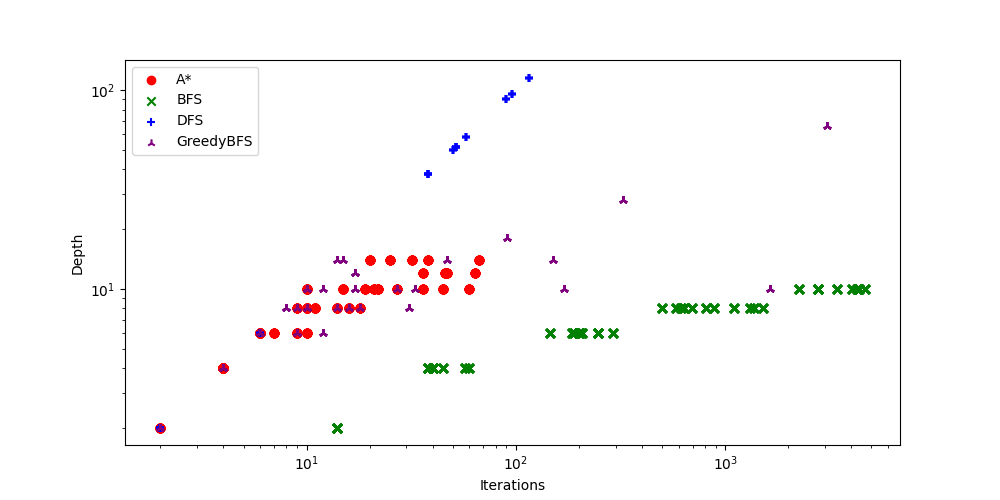 A*
BFS
DFS
GreedyBFS
10²
10¹
Depth
10¹ 10² 10³
Iterations